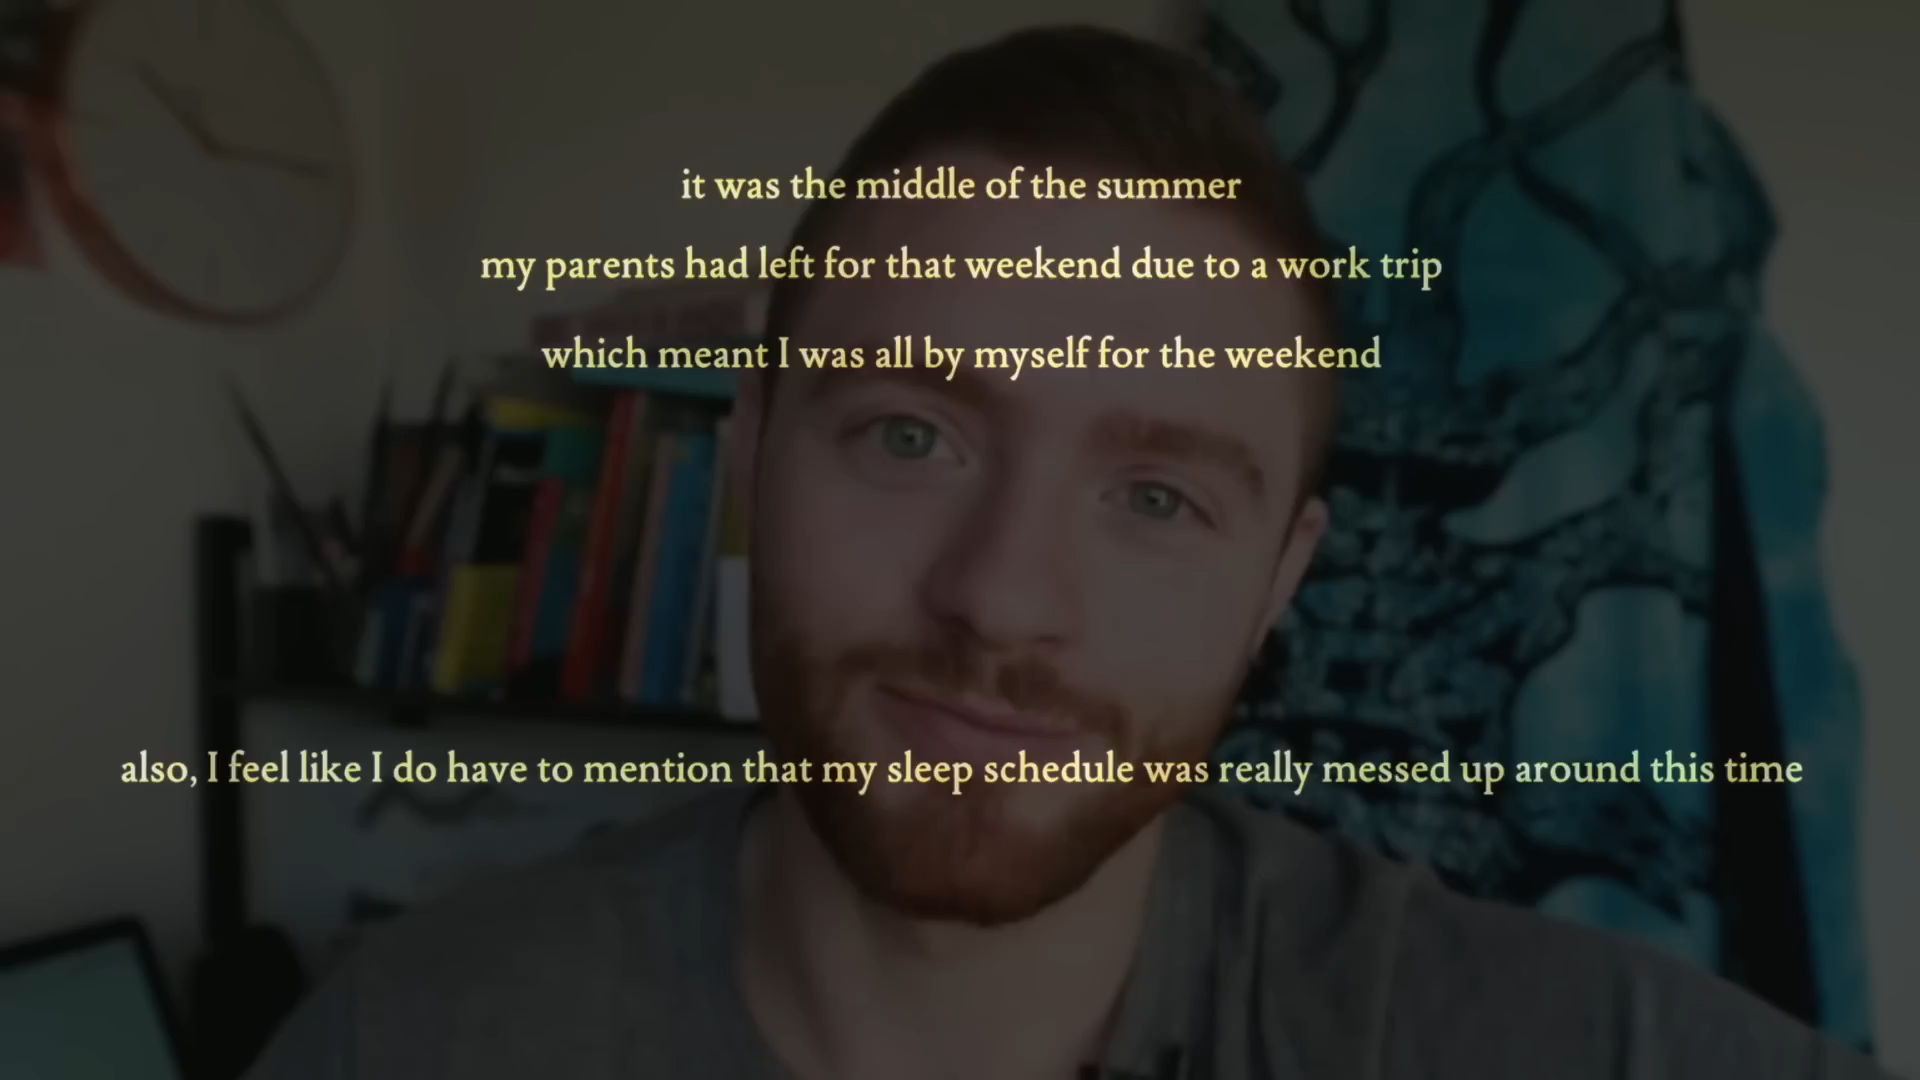 it was the middle of the summer
my parents had left for that weekend due to a work trip
which meant I was all by myself for the weekend
also, I feel like I do have to mention that my sleep schedule was really messed up around this time